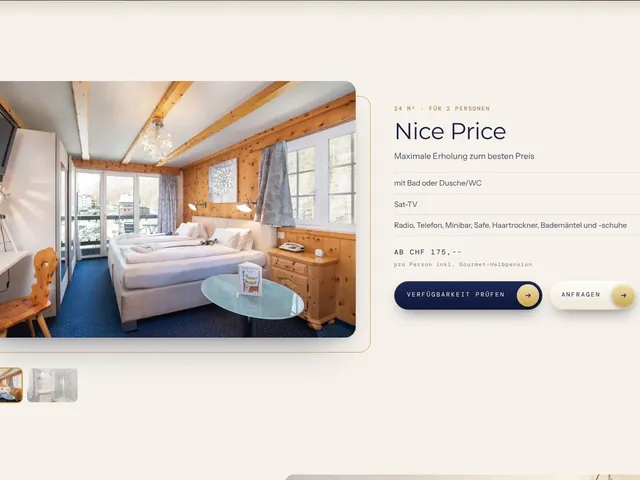 24 M² · FÜR 2 PERSONEN
Nice Price
Maximale Erholung zum besten Preis
mit Bad oder Dusche/WC
Sat-TV
Radio, Telefon, Minibar, Safe, Haartrockner, Bademäntel und -schuhe
AB CHF 175,--
pro Person inkl. Gourmet-Halbpension
VERFÜGBARKEIT PRÜFEN
ANFRAGEN